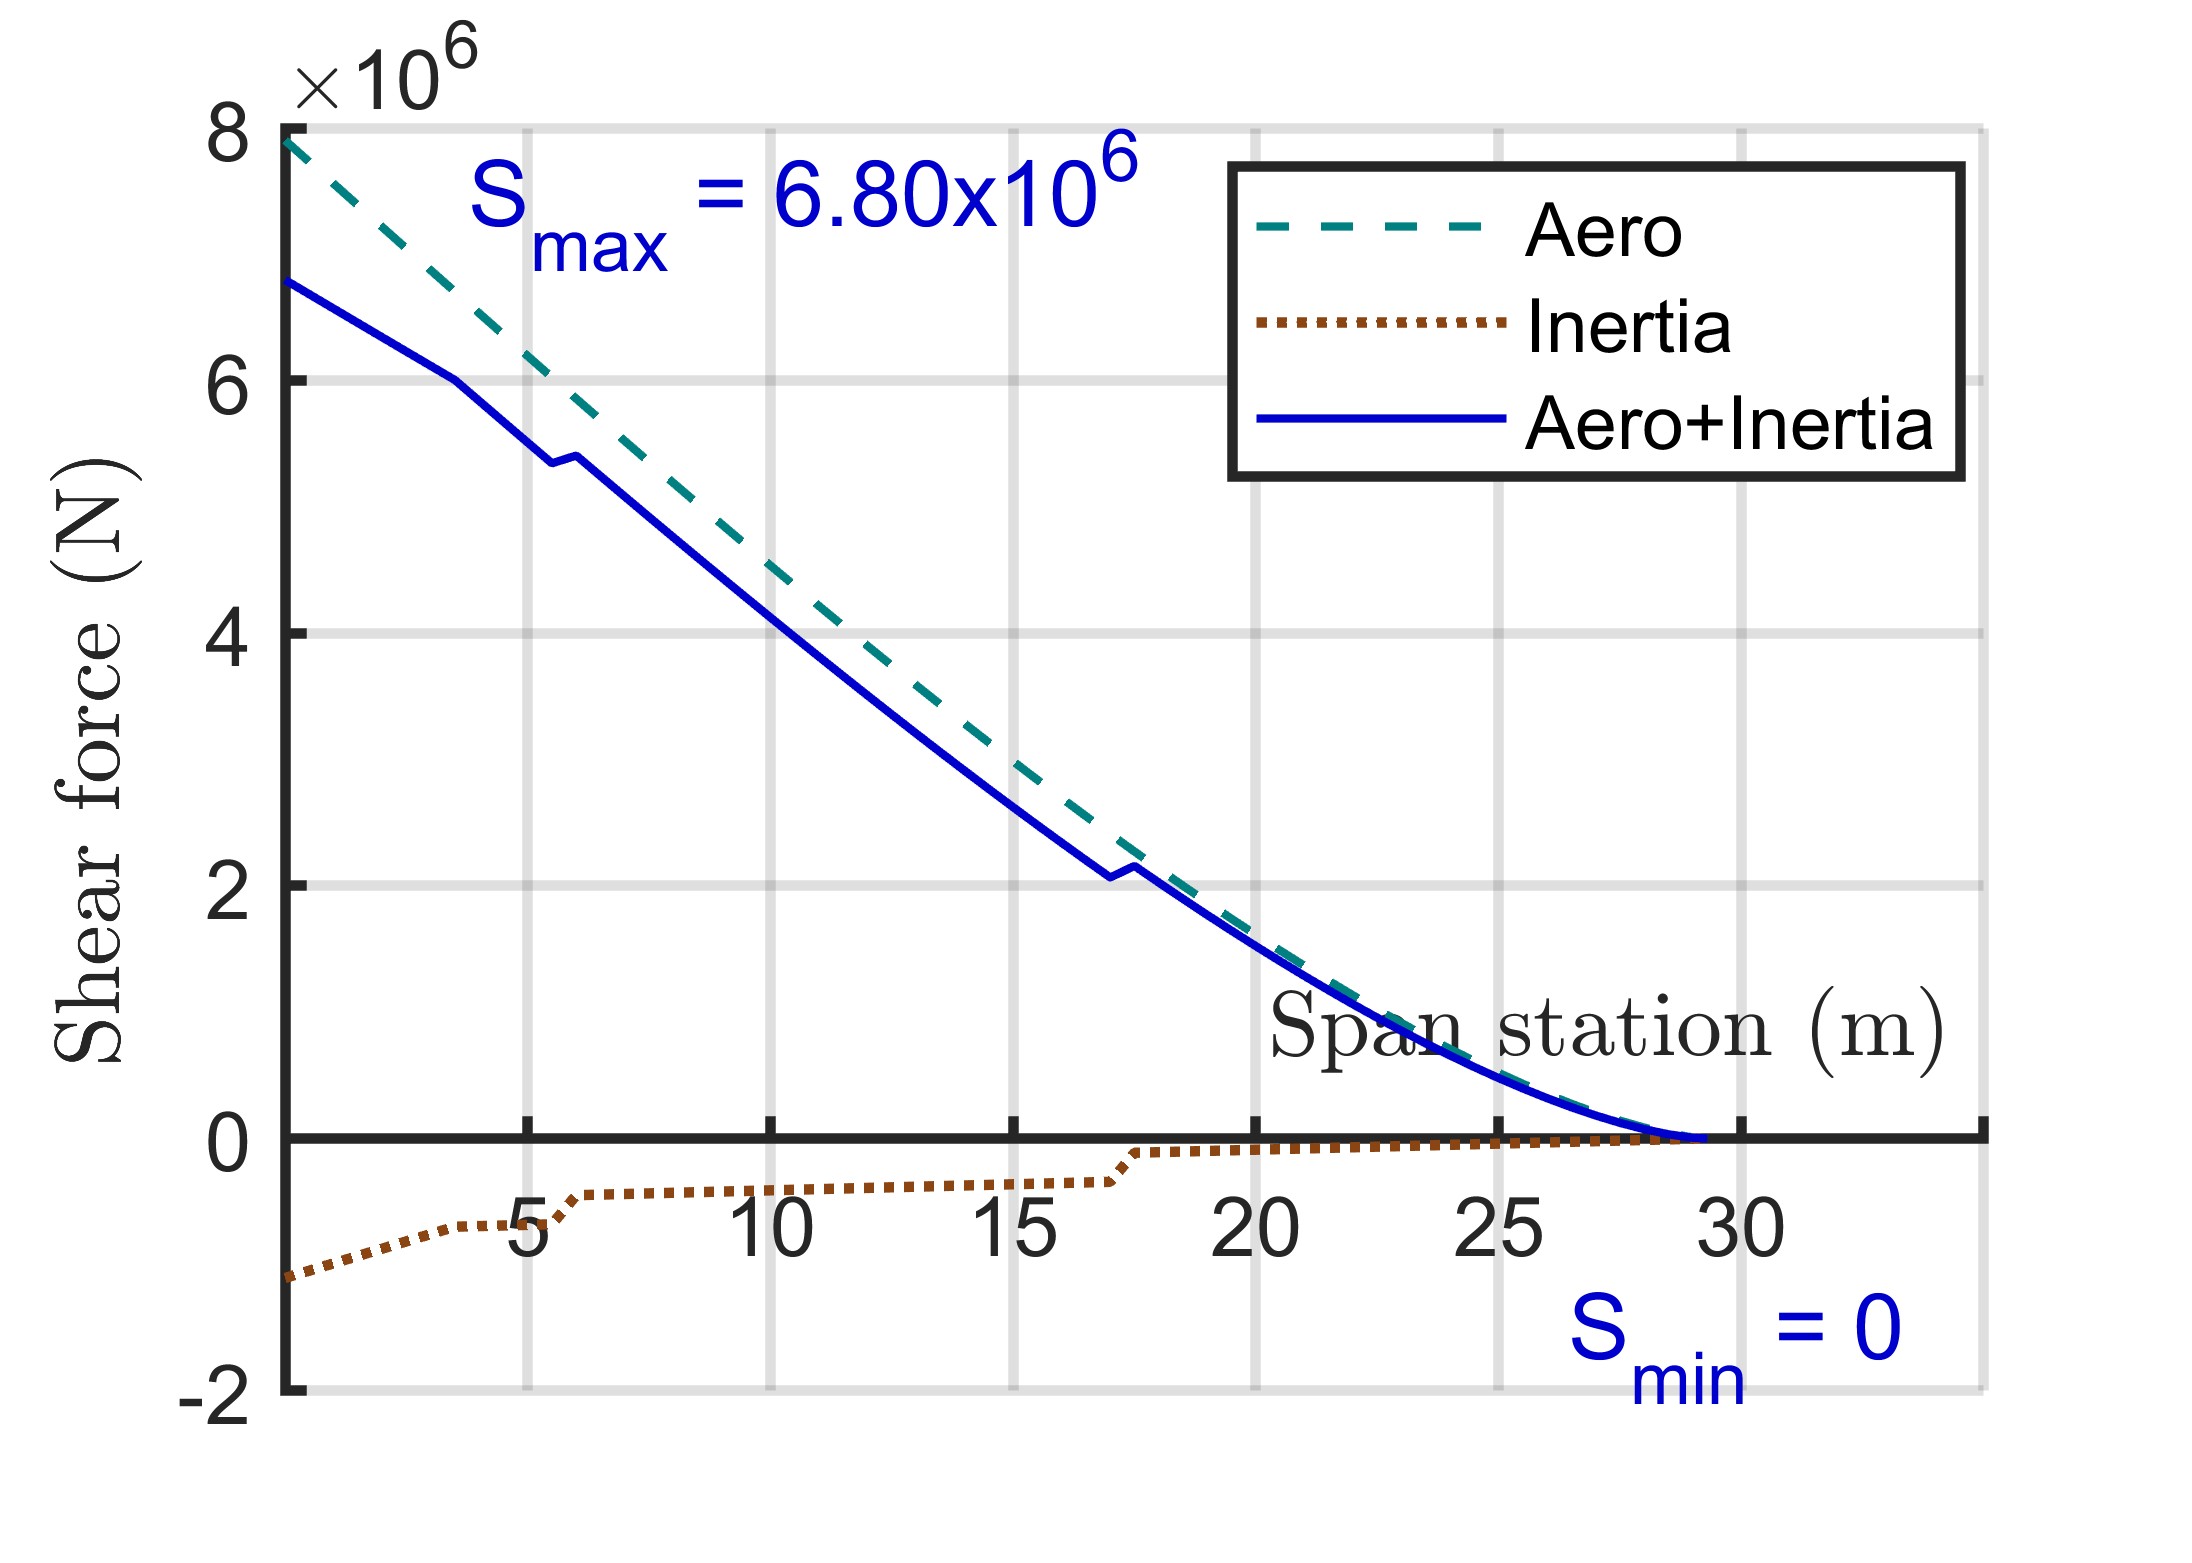 ×10^6
8
6
4
2
0
-2
Shear force (N)
S_max = 6.80x10^6
Aero
Inertia
Aero+Inertia
Span station (m)
5 10 15 20 25 30
S_min = 0